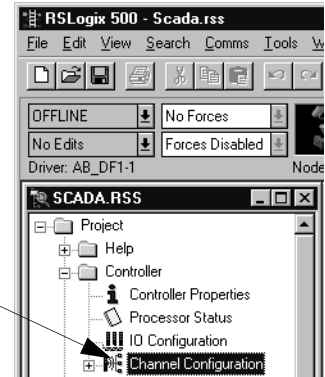 RSLogix 500 - Scada.rss
File Edit View Search Comms Tools
OFFLINE No Forces
No Edits Forces Disabled
Driver: AB_DF1-1 Node
SCADA.RSS
Project
Help
Controller
Controller Properties
Processor Status
IO Configuration
Channel Configuration